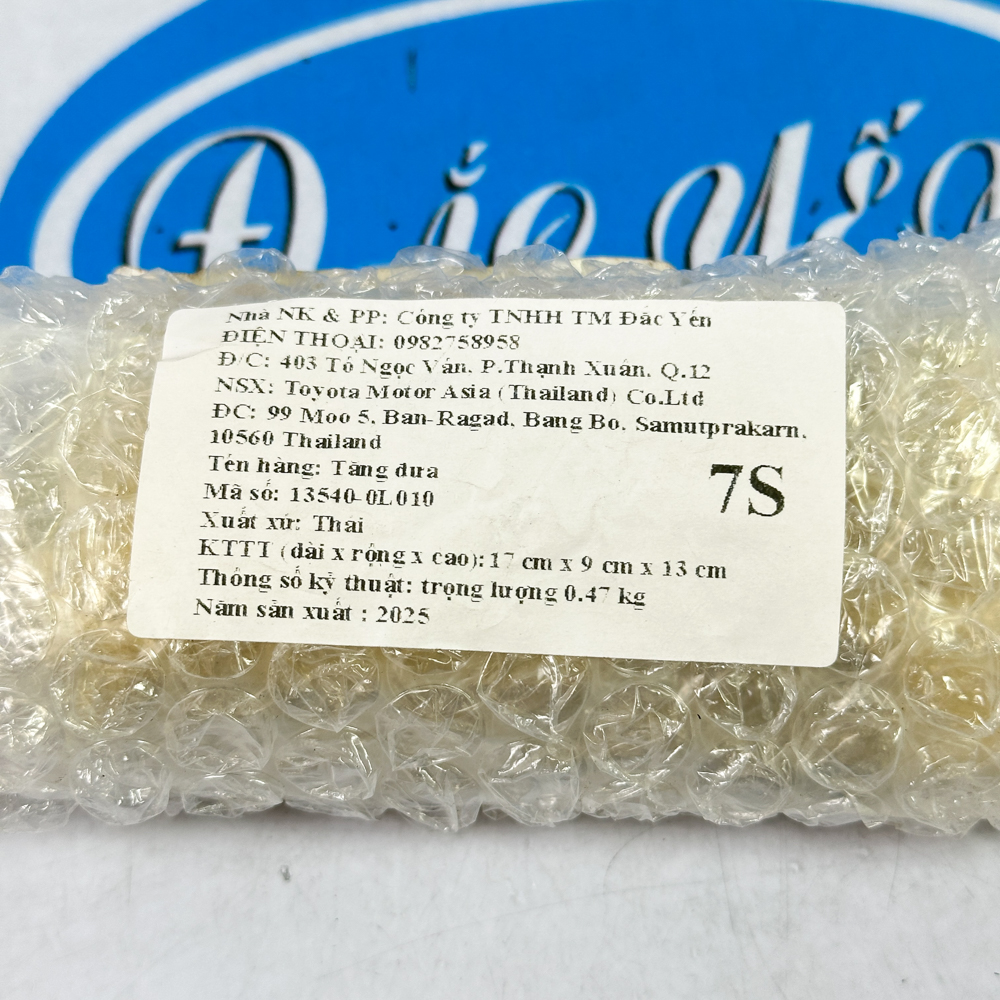 Đắc Yến
Nhà NK & PP: Công ty TNHH TM Đắc Yến
ĐIỆN THOẠI: 0982758958
Đ/C: 403 Tô Ngọc Vân, P.Thạnh Xuân, Q.12
NSX: Toyota Motor Asia (Thailand) Co.Ltd
ĐC: 99 Moo 5, Ban-Ragad, Bang Bo, Samutprakarn,
10560 Thailand
Tên hàng: Tăng đưa
Mã số: 13540-0L010
7S
Xuất xứ: Thái
KTTT (dài x rộng x cao): 17 cm x 9 cm x 13 cm
Thông số kỹ thuật: trọng lượng 0.47 kg
Năm sản xuất : 2025